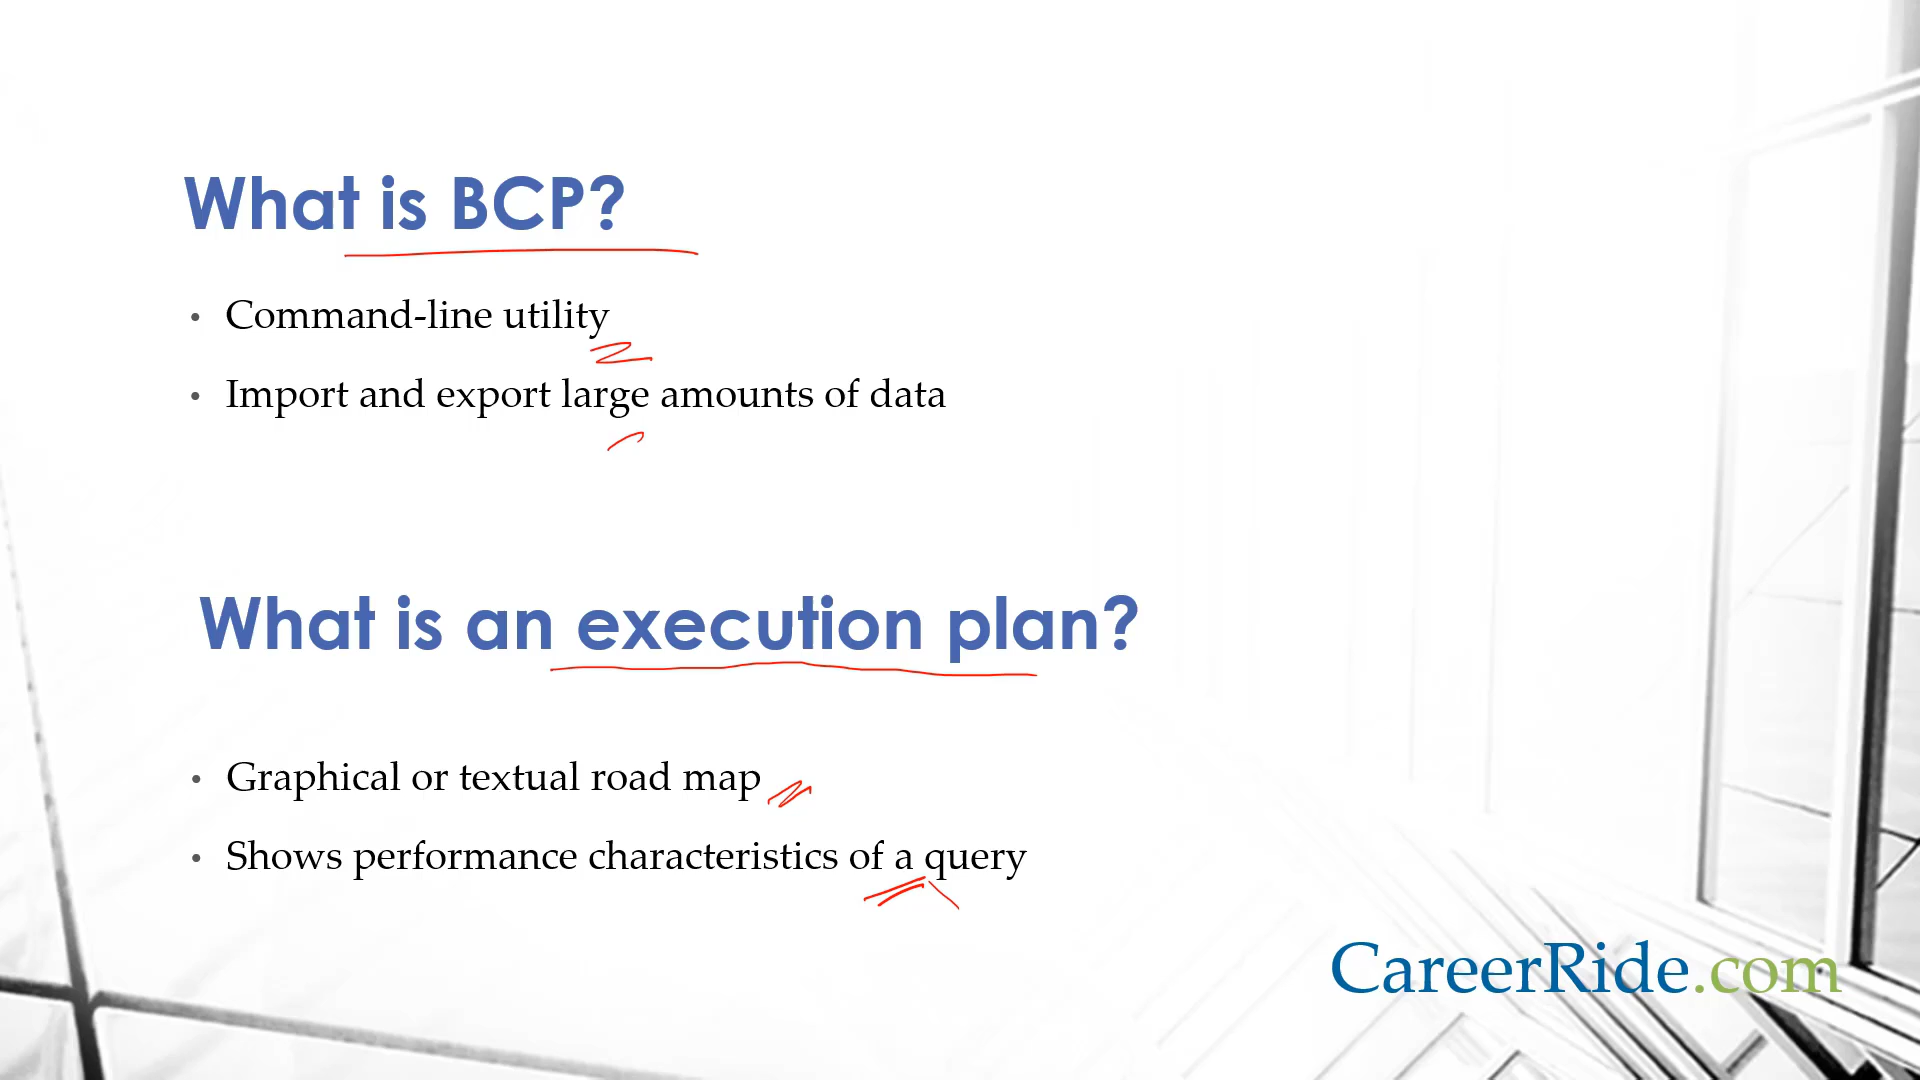 What is BCP?
• Command-line utility
• Import and export large amounts of data
What is an execution plan?
• Graphical or textual road map
• Shows performance characteristics of a query
CareerRide.com